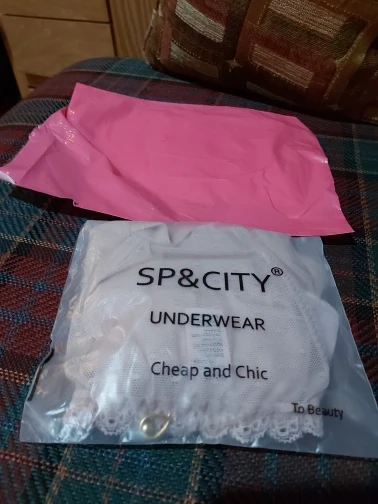 SP&CITY®
UNDERWEAR
Cheap and Chic
To Beauty